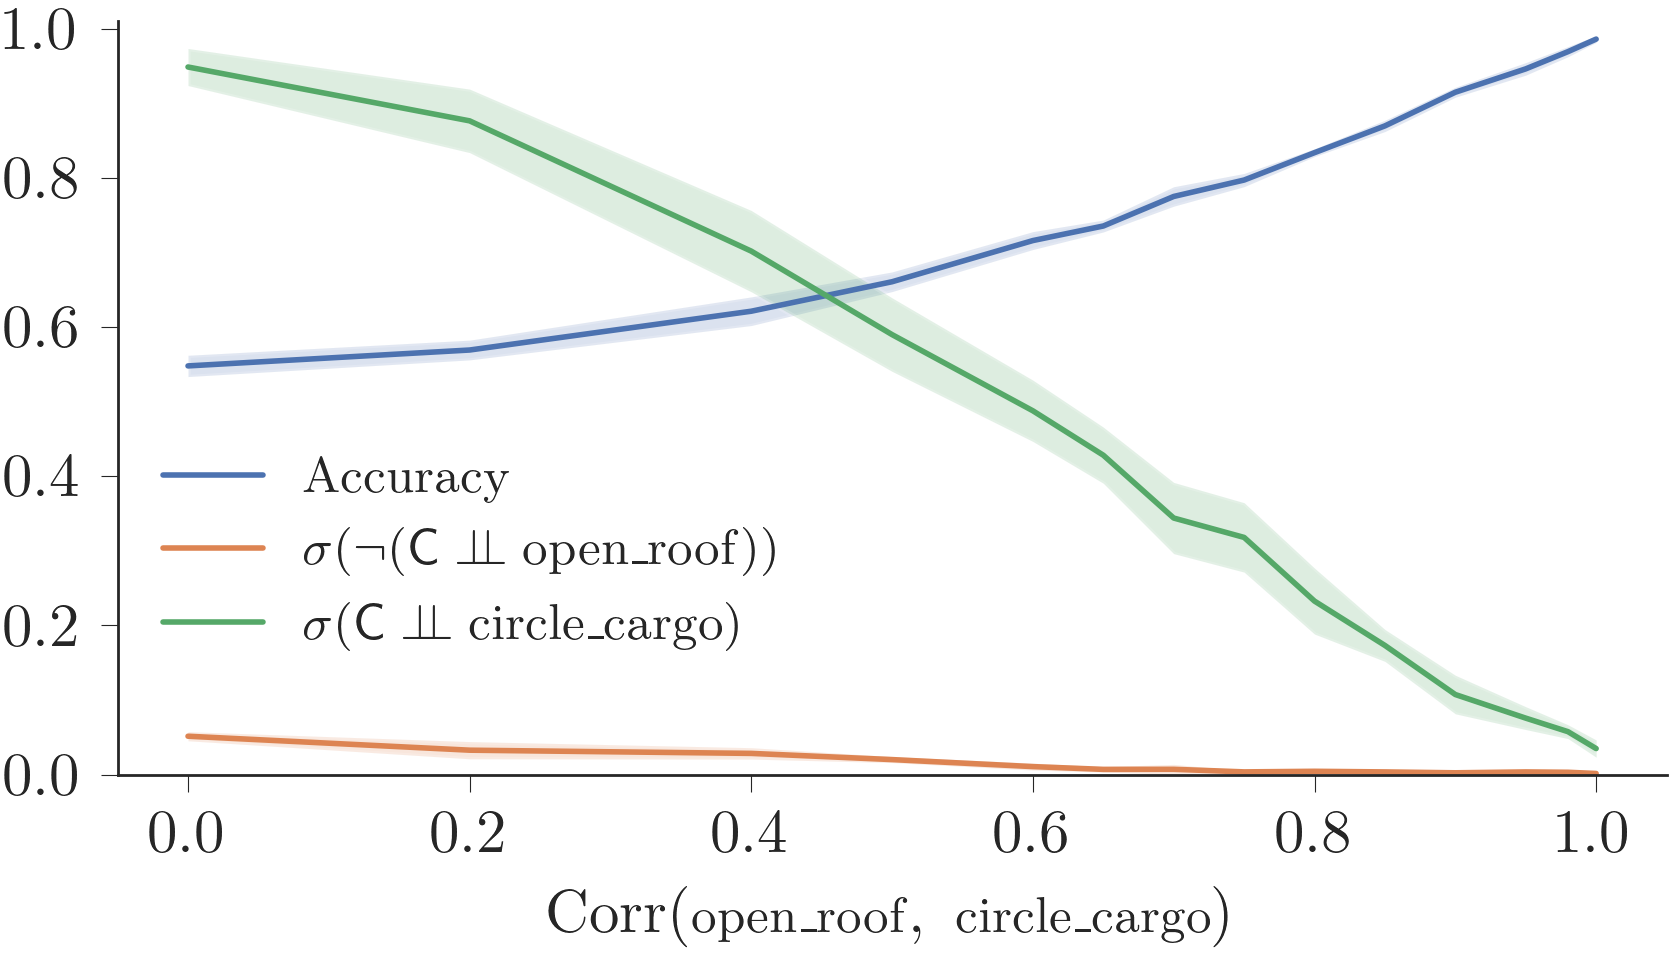 1.0
0.8
0.6
0.4
0.2
0.0
Accuracy
σ(¬(C ⫫ open_roof))
σ(C ⫫ circle_cargo)
0.0 0.2 0.4 0.6 0.8 1.0
Corr(open_roof, circle_cargo)